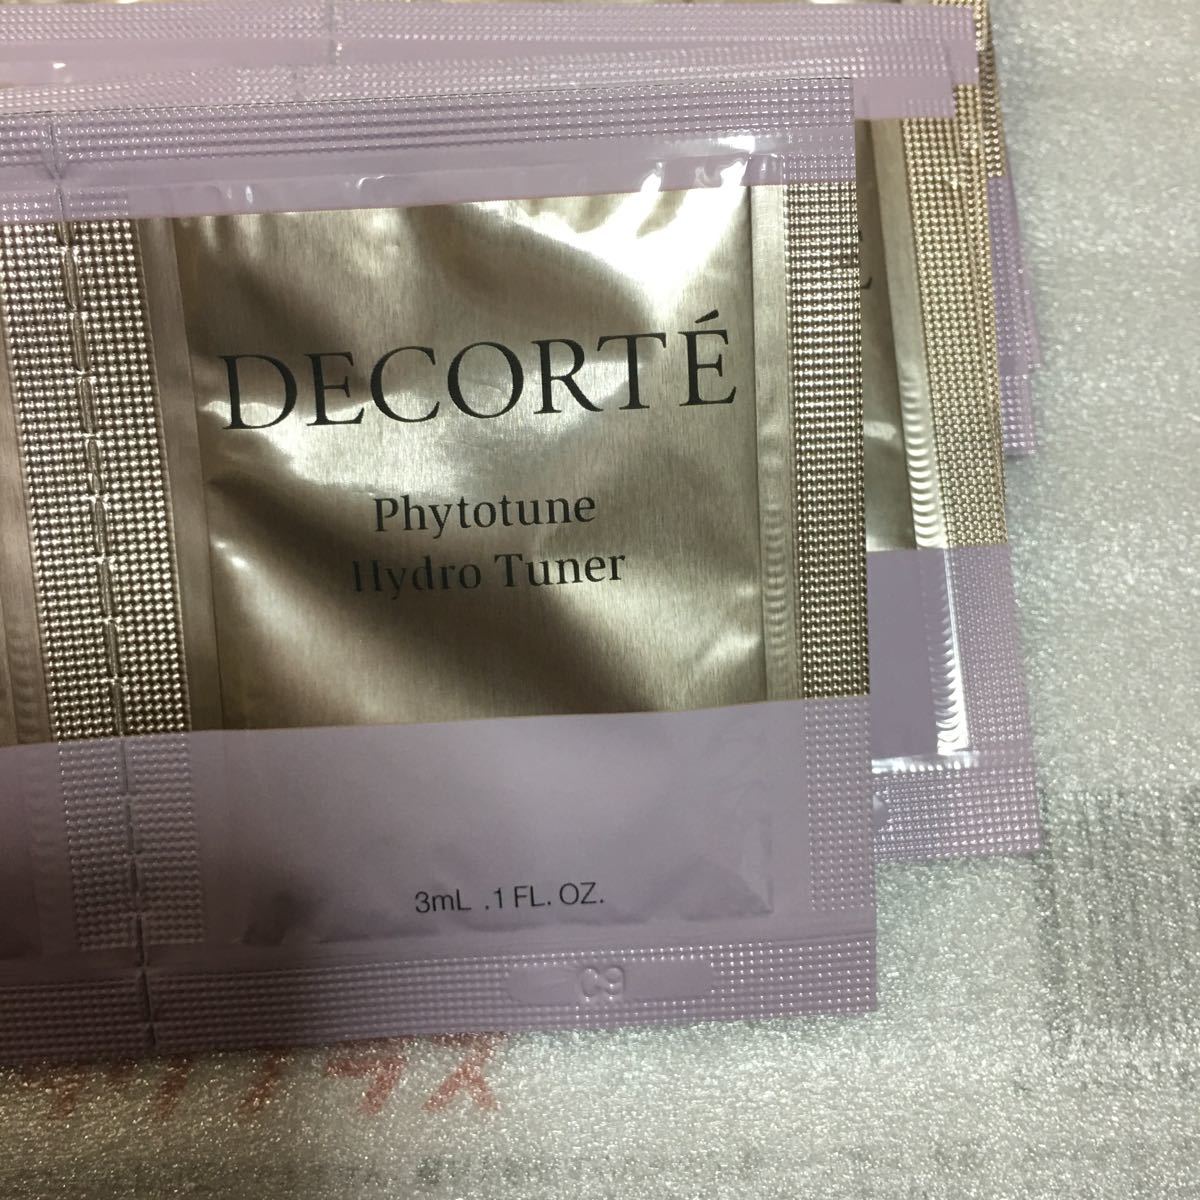 DECORTÉ
Phytotune
Hydro Tuner
3mL .1 FL. OZ.